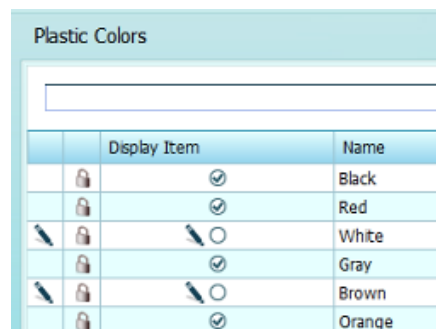 Plastic Colors
Display Item Name
Black
Red
White
Gray
Brown
Orange